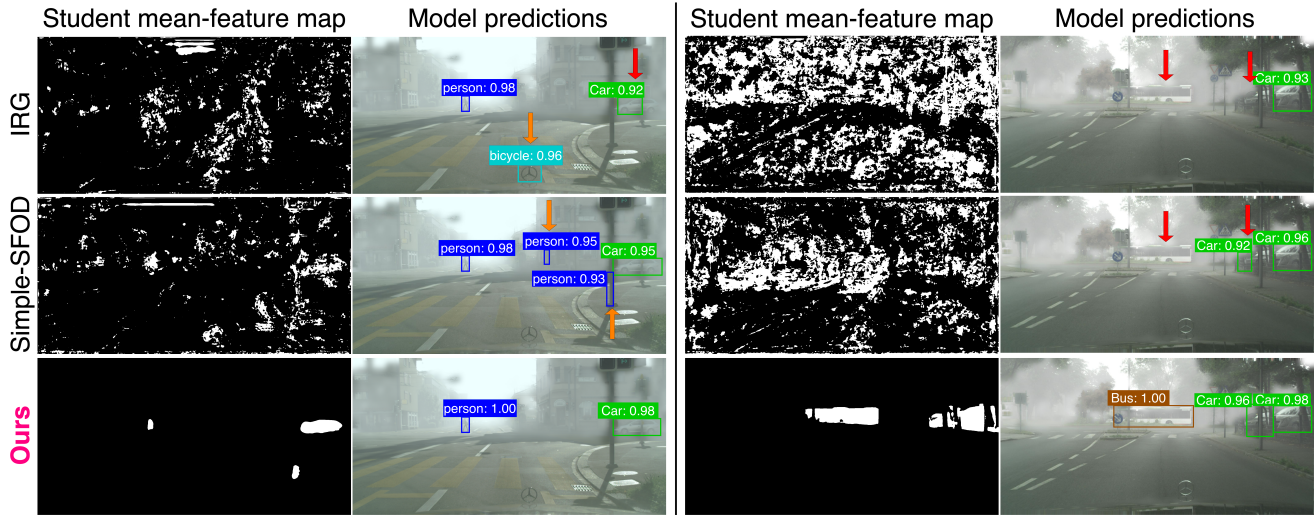 Student mean-feature map Model predictions Student mean-feature map Model predictions
IRG
person: 0.98
Car: 0.92
bicycle: 0.96
Car: 0.93
Simple-SFOD
person: 0.98
person: 0.95
Car: 0.95
person: 0.93
Car: 0.92
Car: 0.96
Ours
person: 1.00
Car: 0.98
Bus: 1.00
Car: 0.96
Car: 0.98